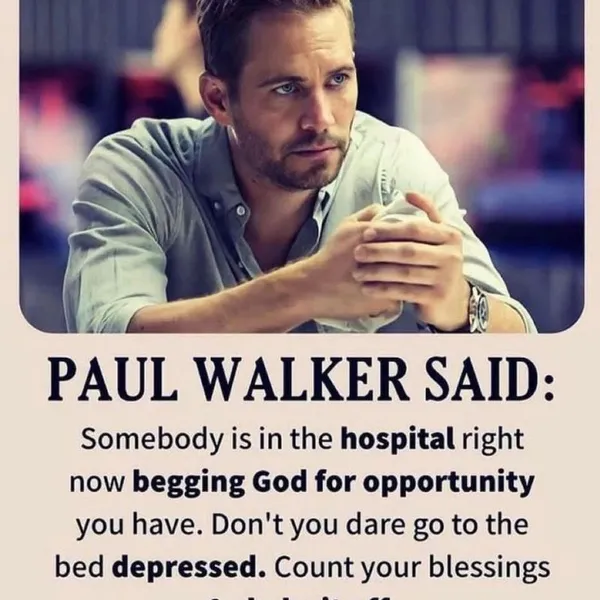 PAUL WALKER SAID:
Somebody is in the hospital right
now begging God for opportunity
you have. Don't you dare go to the
bed depressed. Count your blessings